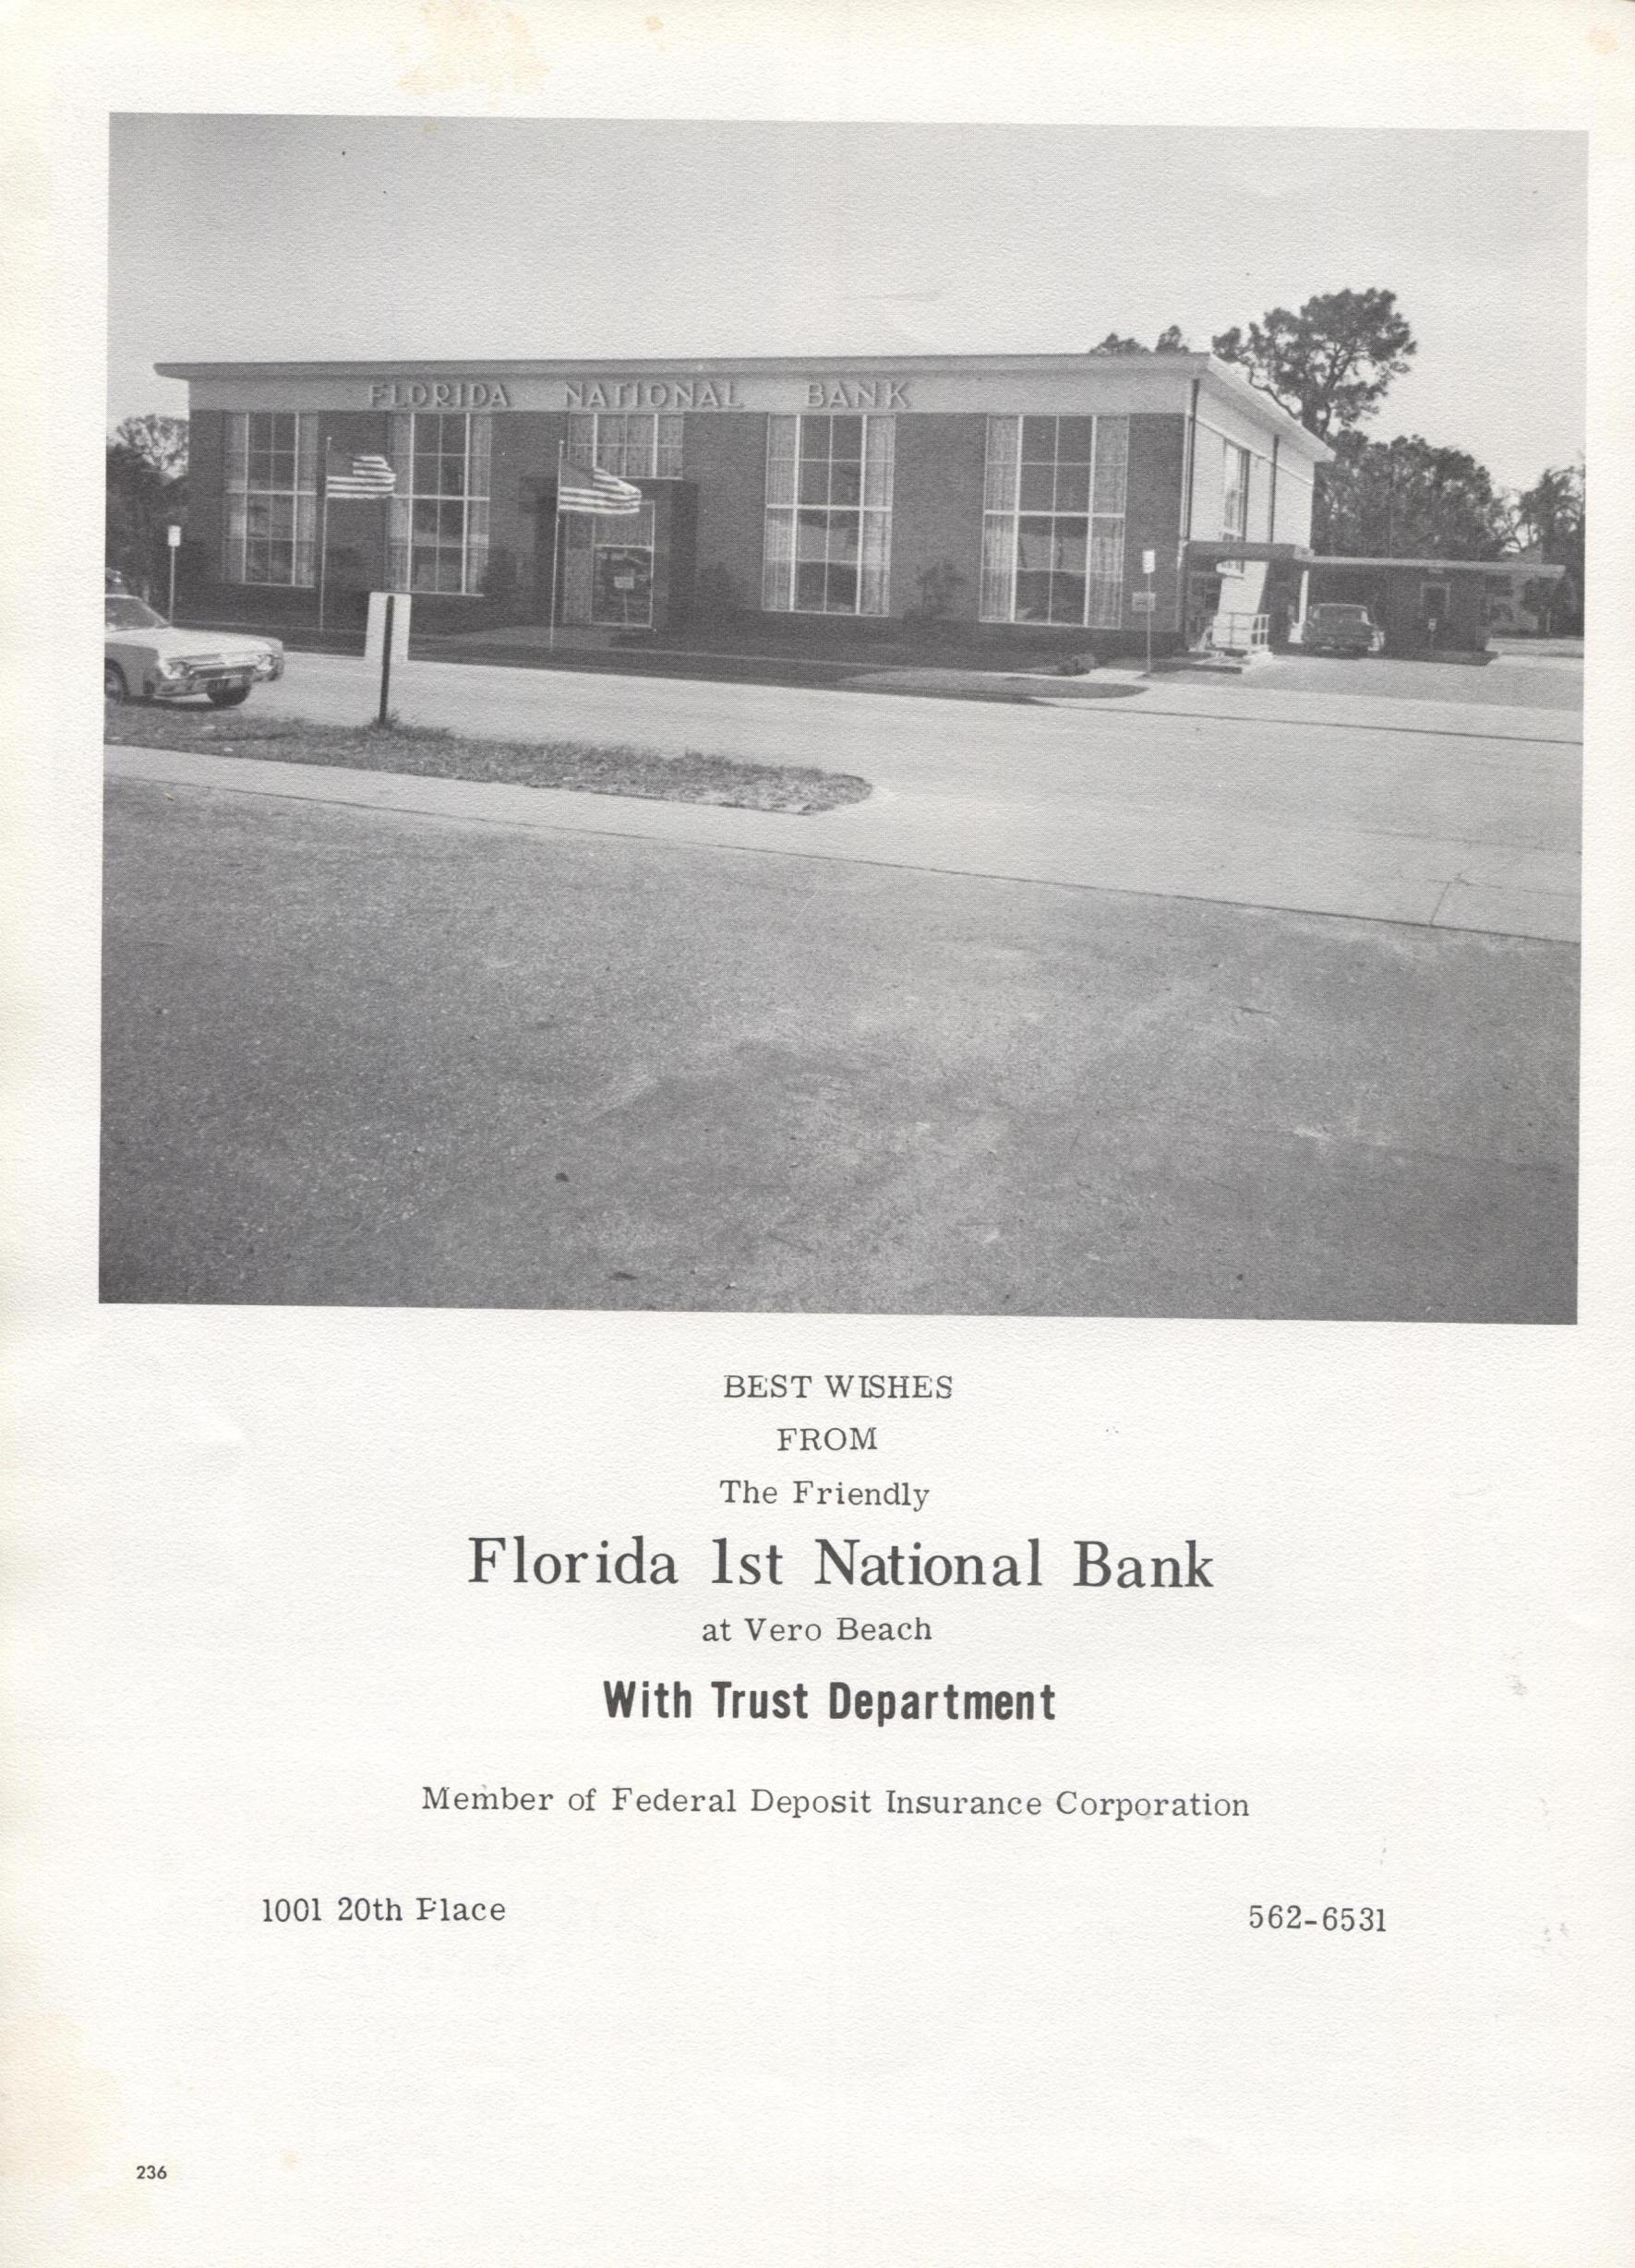 FLORIDA NATIONAL BANK
BEST WISHES
FROM
The Friendly
Florida 1st National Bank
at Vero Beach
With Trust Department
Member of Federal Deposit Insurance Corporation
1001 20th Place
562-6531
236